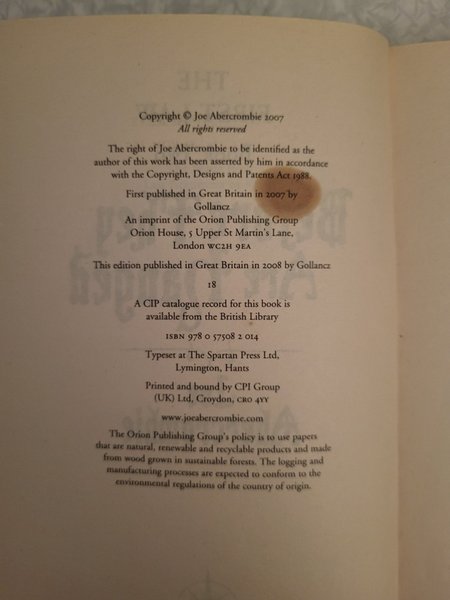 Copyright © Joe Abercrombie 2007
All rights reserved
The right of Joe Abercrombie to be identified as the
author of this work has been asserted by him in accordance
with the Copyright, Designs and Patents Act 1988.
First published in Great Britain in 2007 by
Gollancz
An imprint of the Orion Publishing Group
Orion House, 5 Upper St Martin's Lane,
London WC2H 9EA
This edition published in Great Britain in 2008 by Gollancz
18
A CIP catalogue record for this book is
available from the British Library
ISBN 978 0 57508 2 014
Typeset at The Spartan Press Ltd,
Lymington, Hants
Printed and bound by CPI Group
(UK) Ltd, Croydon, CR0 4YY
www.joeabercrombie.com
The Orion Publishing Group's policy is to use papers
that are natural, renewable and recyclable products and made
from wood grown in sustainable forests. The logging and
manufacturing processes are expected to conform to the
environmental regulations of the country of origin.